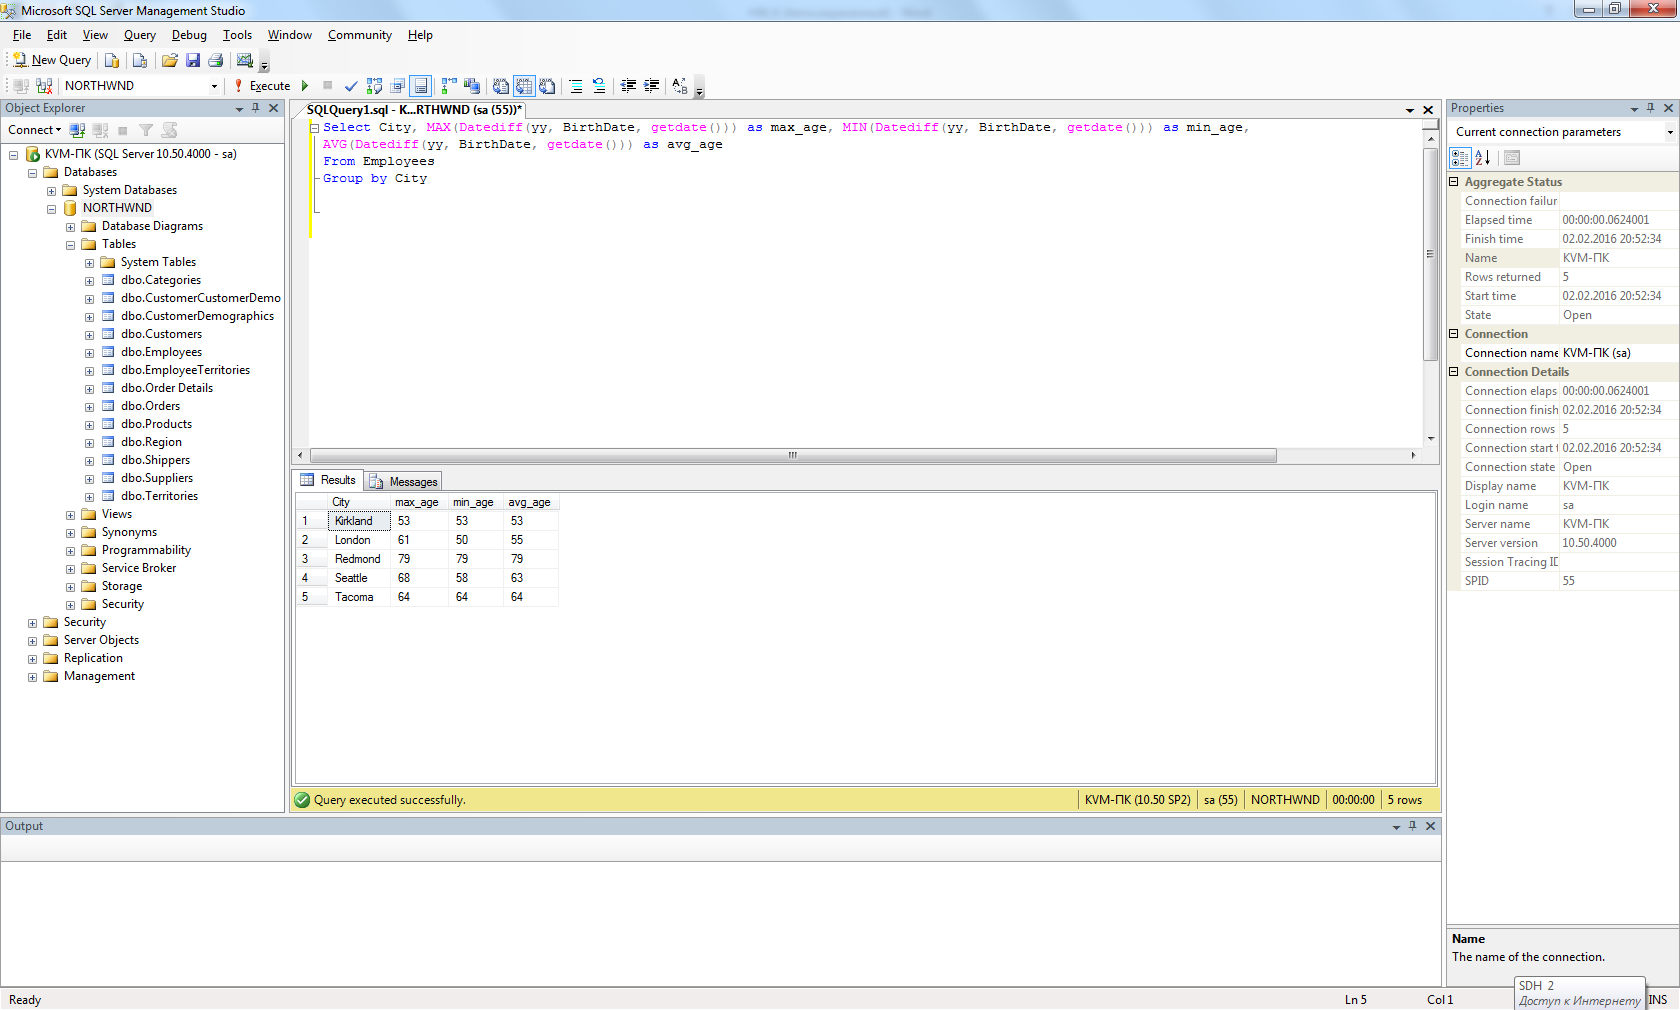 Microsoft SQL Server Management Studio
File Edit View Query Debug Tools Window Community Help
New Query
NORTHWND Execute
Object Explorer
Connect
KVM-ПК (SQL Server 10.50.4000 - sa)
Databases
System Databases
NORTHWND
Database Diagrams
Tables
System Tables
dbo.Categories
dbo.CustomerCustomerDemo
dbo.CustomerDemographics
dbo.Customers
dbo.Employees
dbo.EmployeeTerritories
dbo.Order Details
dbo.Orders
dbo.Products
dbo.Region
dbo.Shippers
dbo.Suppliers
dbo.Territories
Views
Synonyms
Programmability
Service Broker
Storage
Security
Security
Server Objects
Replication
Management
SQLQuery1.sql - K...RTHWND (sa (55))*
Select City, MAX(Datediff(yy, BirthDate, getdate())) as max_age, MIN(Datediff(yy, BirthDate, getdate())) as min_age,
AVG(Datediff(yy, BirthDate, getdate())) as avg_age
From Employees
Group by City
Results Messages
City max_age min_age avg_age
1 Kirkland 53 53 53
2 London 61 50 55
3 Redmond 79 79 79
4 Seattle 68 58 63
5 Tacoma 64 64 64
Query executed successfully. KVM-ПК (10.50 SP2) sa (55) NORTHWND 00:00:00 5 rows
Properties
Current connection parameters
Aggregate Status
Connection failur
Elapsed time 00:00:00.0624001
Finish time 02.02.2016 20:52:34
Name KVM-ПК
Rows returned 5
Start time 02.02.2016 20:52:34
State Open
Connection
Connection name KVM-ПК (sa)
Connection Details
Connection elaps 00:00:00.0624001
Connection finish 02.02.2016 20:52:34
Connection rows 5
Connection start t 02.02.2016 20:52:34
Connection state Open
Display name KVM-ПК
Login name sa
Server name KVM-ПК
Server version 10.50.4000
Session Tracing ID
SPID 55
Name
The name of the connection.
Output
Ready Ln 5 Col 1 INS
SDH 2
Доступ к Интернету